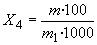 X₄ = m·100 / m₁·1000